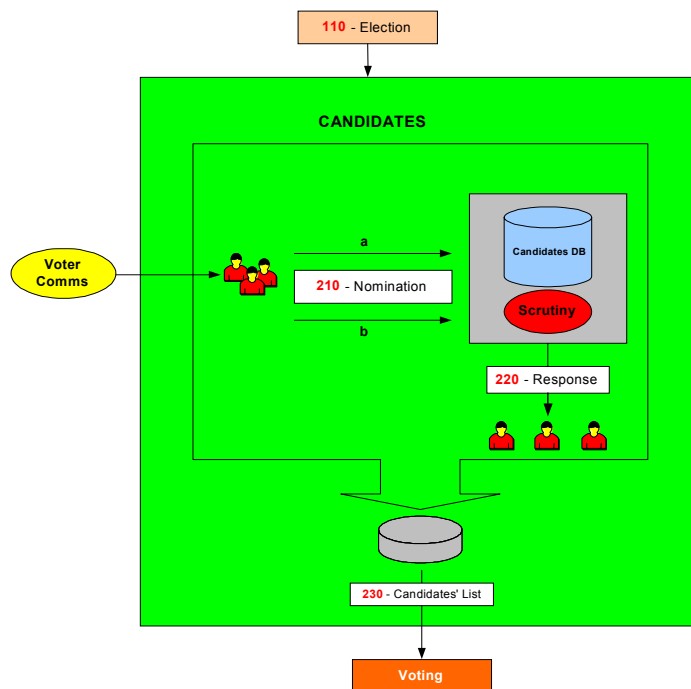 110 - Election
CANDIDATES
a
Candidates DB
Voter
Comms
210 - Nomination
Scrutiny
b
220 - Response
230 - Candidates' List
Voting